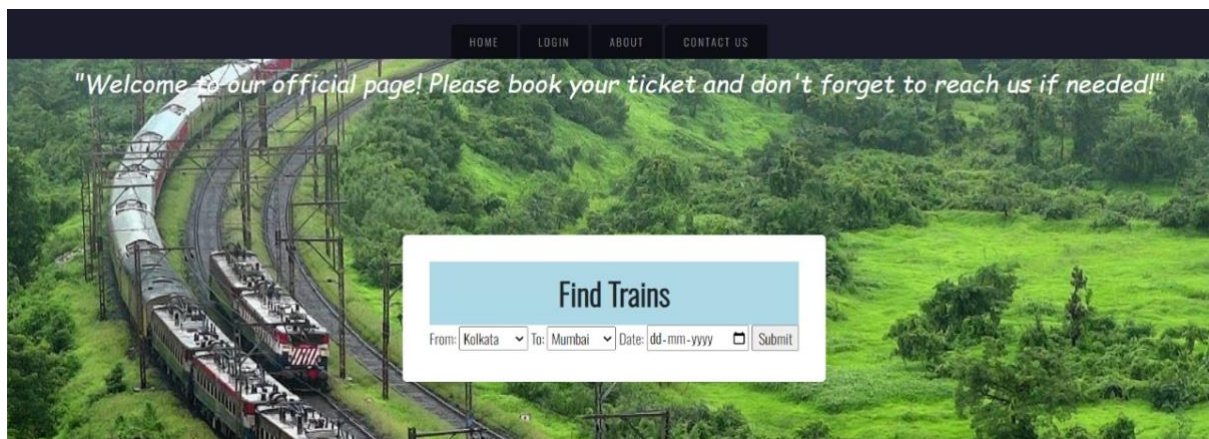 HOME LOGIN ABOUT CONTACT US
"Welcome to our official page! Please book your ticket and don't forget to reach us if needed!"
Find Trains
From: Kolkata To: Mumbai Date: dd-mm-yyyy Submit